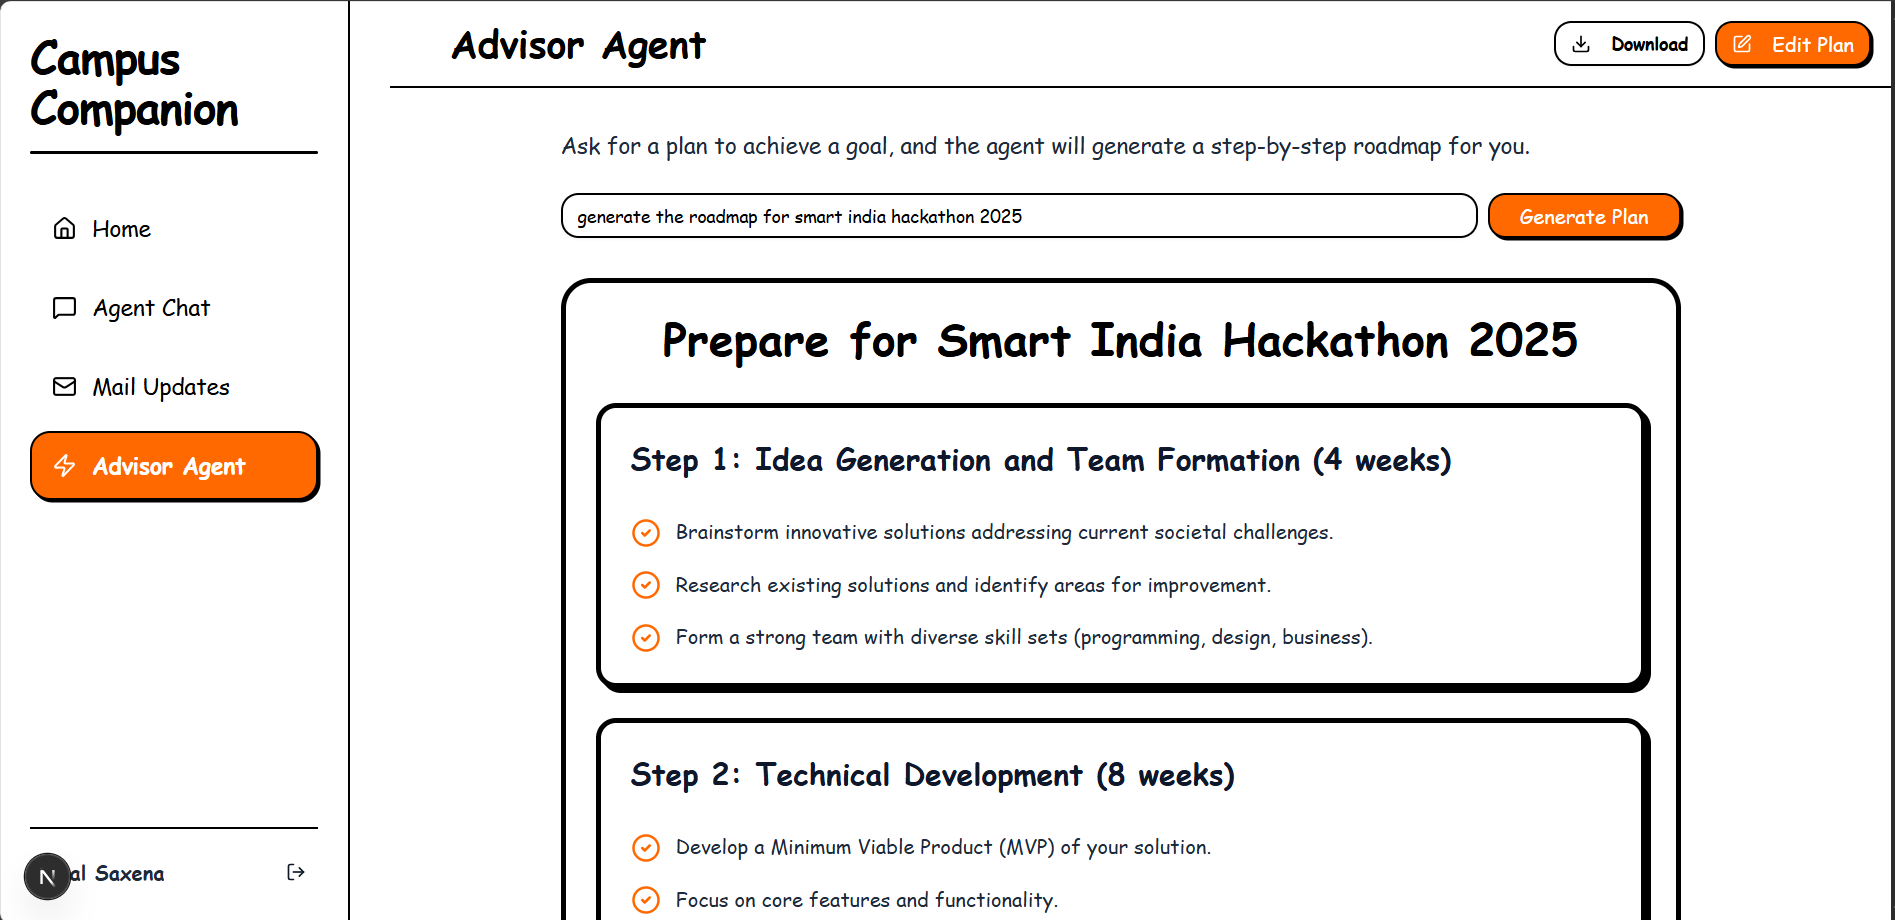 Campus
Companion
Home
Agent Chat
Mail Updates
Advisor Agent
N
al Saxena
Advisor Agent
Download
Edit Plan
Ask for a plan to achieve a goal, and the agent will generate a step-by-step roadmap for you.
generate the roadmap for smart india hackathon 2025
Generate Plan
Prepare for Smart India Hackathon 2025
Step 1: Idea Generation and Team Formation (4 weeks)
Brainstorm innovative solutions addressing current societal challenges.
Research existing solutions and identify areas for improvement.
Form a strong team with diverse skill sets (programming, design, business).
Step 2: Technical Development (8 weeks)
Develop a Minimum Viable Product (MVP) of your solution.
Focus on core features and functionality.